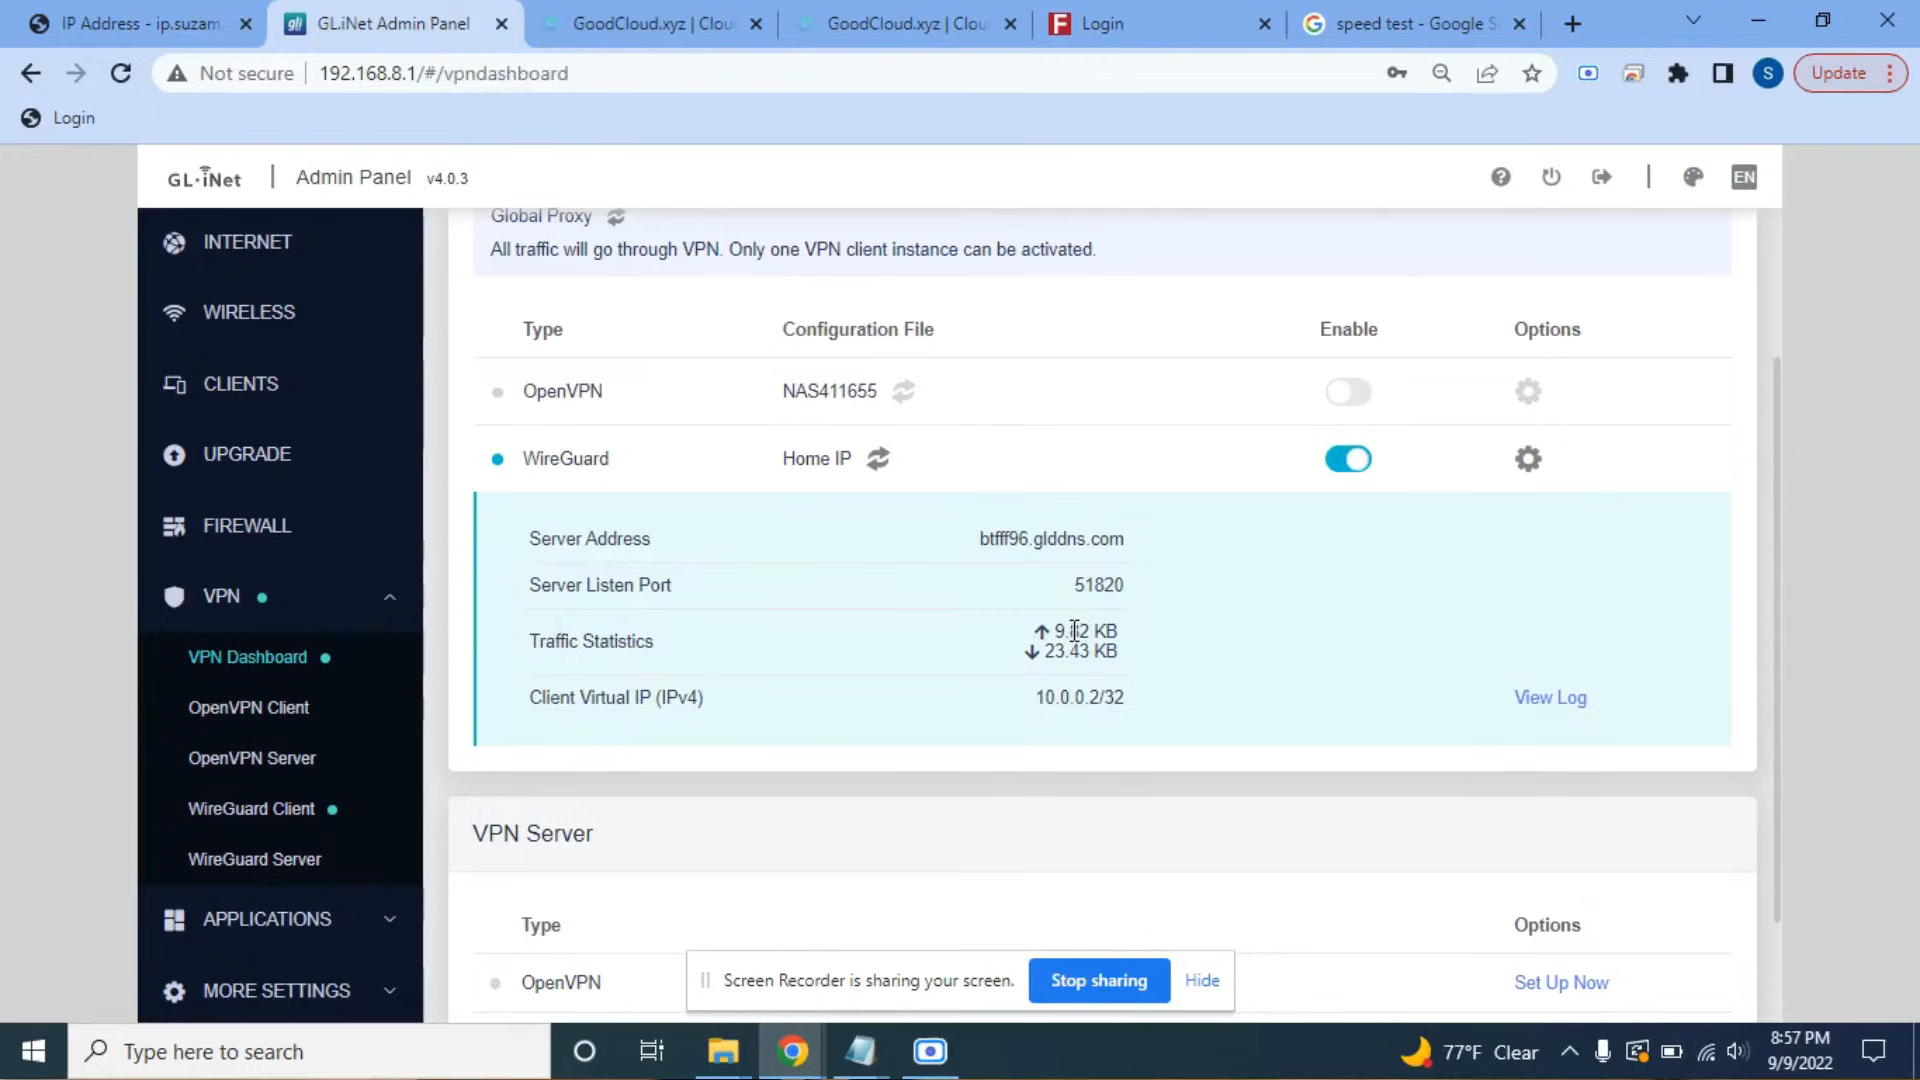 IP Address - ip.suzam
GL.iNet Admin Panel
GoodCloud.xyz | Clou
GoodCloud.xyz | Clou
Login
speed test - Google S
Not secure
192.168.8.1/#/vpndashboard
S
Update
Login
GL·iNet
Admin Panel v4.0.3
EN
INTERNET
WIRELESS
CLIENTS
UPGRADE
FIREWALL
VPN
VPN Dashboard
OpenVPN Client
OpenVPN Server
WireGuard Client
WireGuard Server
APPLICATIONS
MORE SETTINGS
Global Proxy
All traffic will go through VPN. Only one VPN client instance can be activated.
Type Configuration File Enable Options
OpenVPN NAS411655
WireGuard Home IP
Server Address btfff96.glddns.com
Server Listen Port 51820
Traffic Statistics
KB
23.43 KB
Client Virtual IP (IPv4) 10.0.0.2/32 View Log
VPN Server
Type Options
OpenVPN Set Up Now
Screen Recorder is sharing your screen. Stop sharing Hide
Type here to search
77°F Clear
8:57 PM
9/9/2022